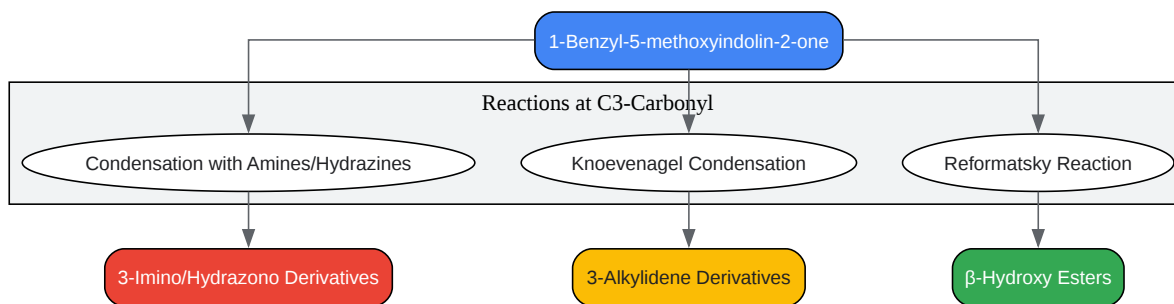 1-Benzyl-5-methoxyindolin-2-one
Reactions at C3-Carbonyl
Condensation with Amines/Hydrazines
Knoevenagel Condensation
Reformatsky Reaction
3-Imino/Hydrazono Derivatives
3-Alkylidene Derivatives
β-Hydroxy Esters